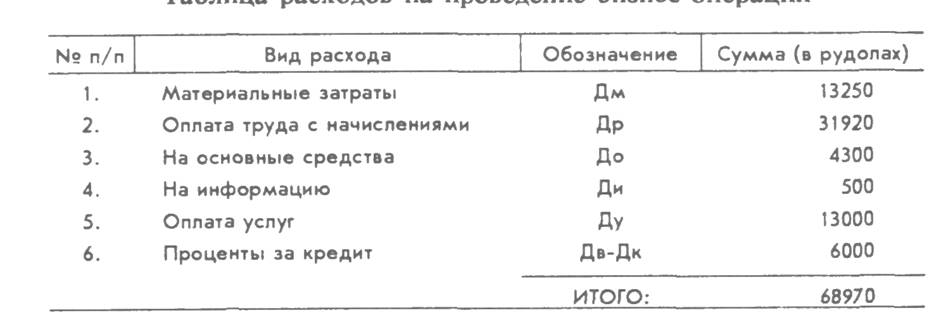 № п/п Вид расхода Обозначение Сумма (в рудолах)
1. Материальные затраты Дм 13250
2. Оплата труда с начислениями Др 31920
3. На основные средства До 4300
4. На информацию Ди 500
5. Оплата услуг Ду 13000
6. Проценты за кредит Дв-Дк 6000
ИТОГО: 68970